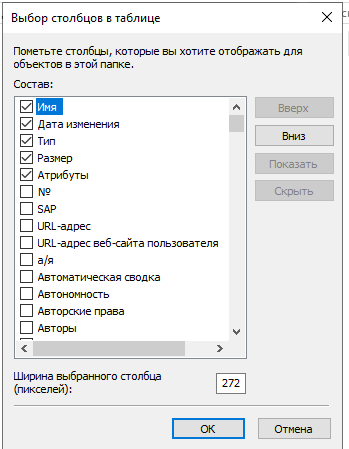 Выбор столбцов в таблице
Пометьте столбцы, которые вы хотите отображать для
объектов в этой папке.
Состав:
Имя
Дата изменения
Тип
Размер
Атрибуты
№
SAP
URL-адрес
URL-адрес веб-сайта пользователя
а/я
Автоматическая сводка
Автономность
Авторские права
Авторы
Вверх
Вниз
Показать
Скрыть
Ширина выбранного столбца
(пикселей):
272
ОК
Отмена